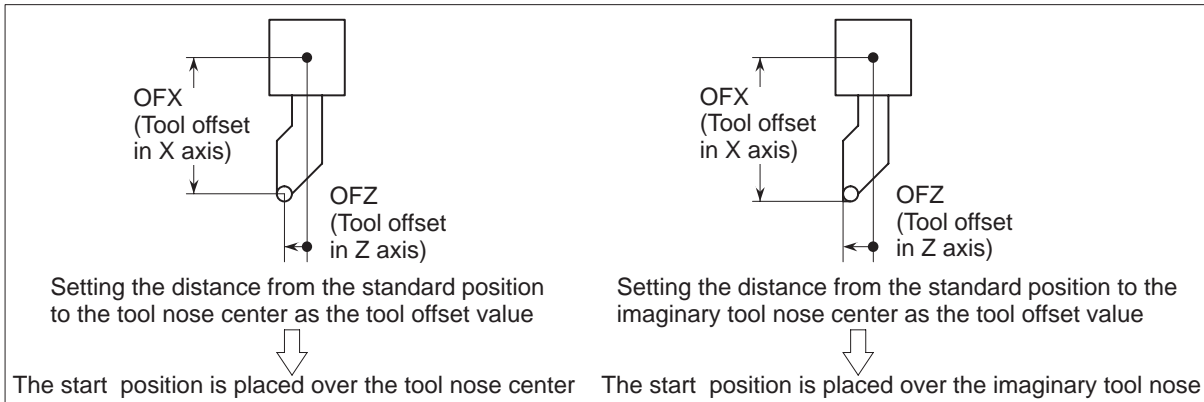 OFX
(Tool offset
in X axis)
OFZ
(Tool offset
in Z axis)
Setting the distance from the standard position
to the tool nose center as the tool offset value
The start position is placed over the tool nose center
OFX
(Tool offset
in X axis)
OFZ
(Tool offset
in Z axis)
Setting the distance from the standard position to the
imaginary tool nose center as the tool offset value
The start position is placed over the imaginary tool nose